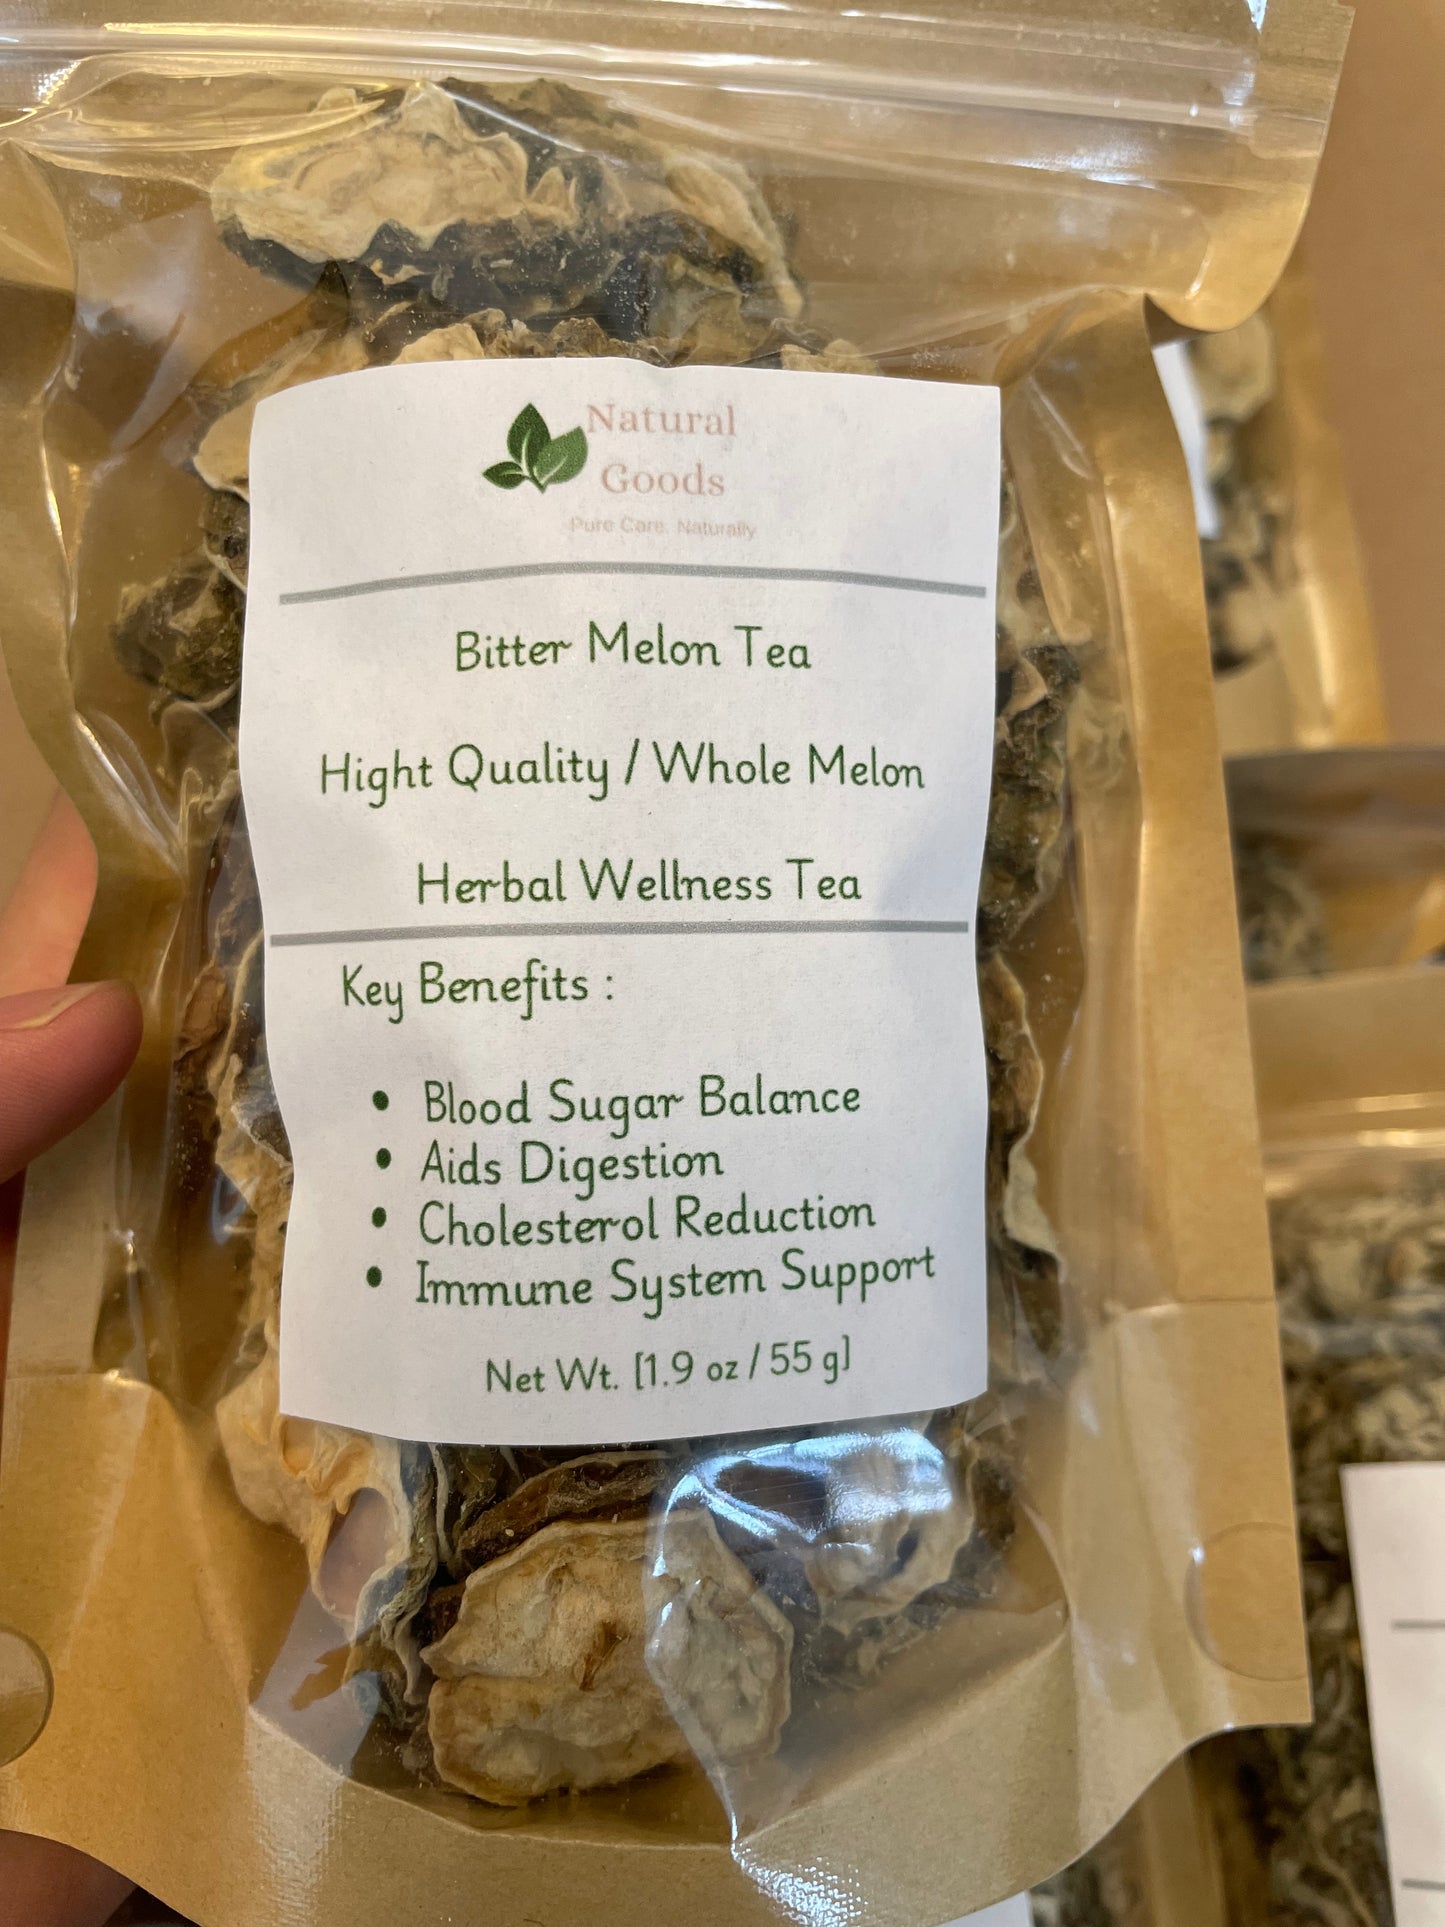 Natural
Goods
Pure Care. Naturally
Bitter Melon Tea
Hight Quality / Whole Melon
Herbal Wellness Tea
Key Benefits :
• Blood Sugar Balance
• Aids Digestion
• Cholesterol Reduction
• Immune System Support
Net Wt. [1.9 oz / 55 g]